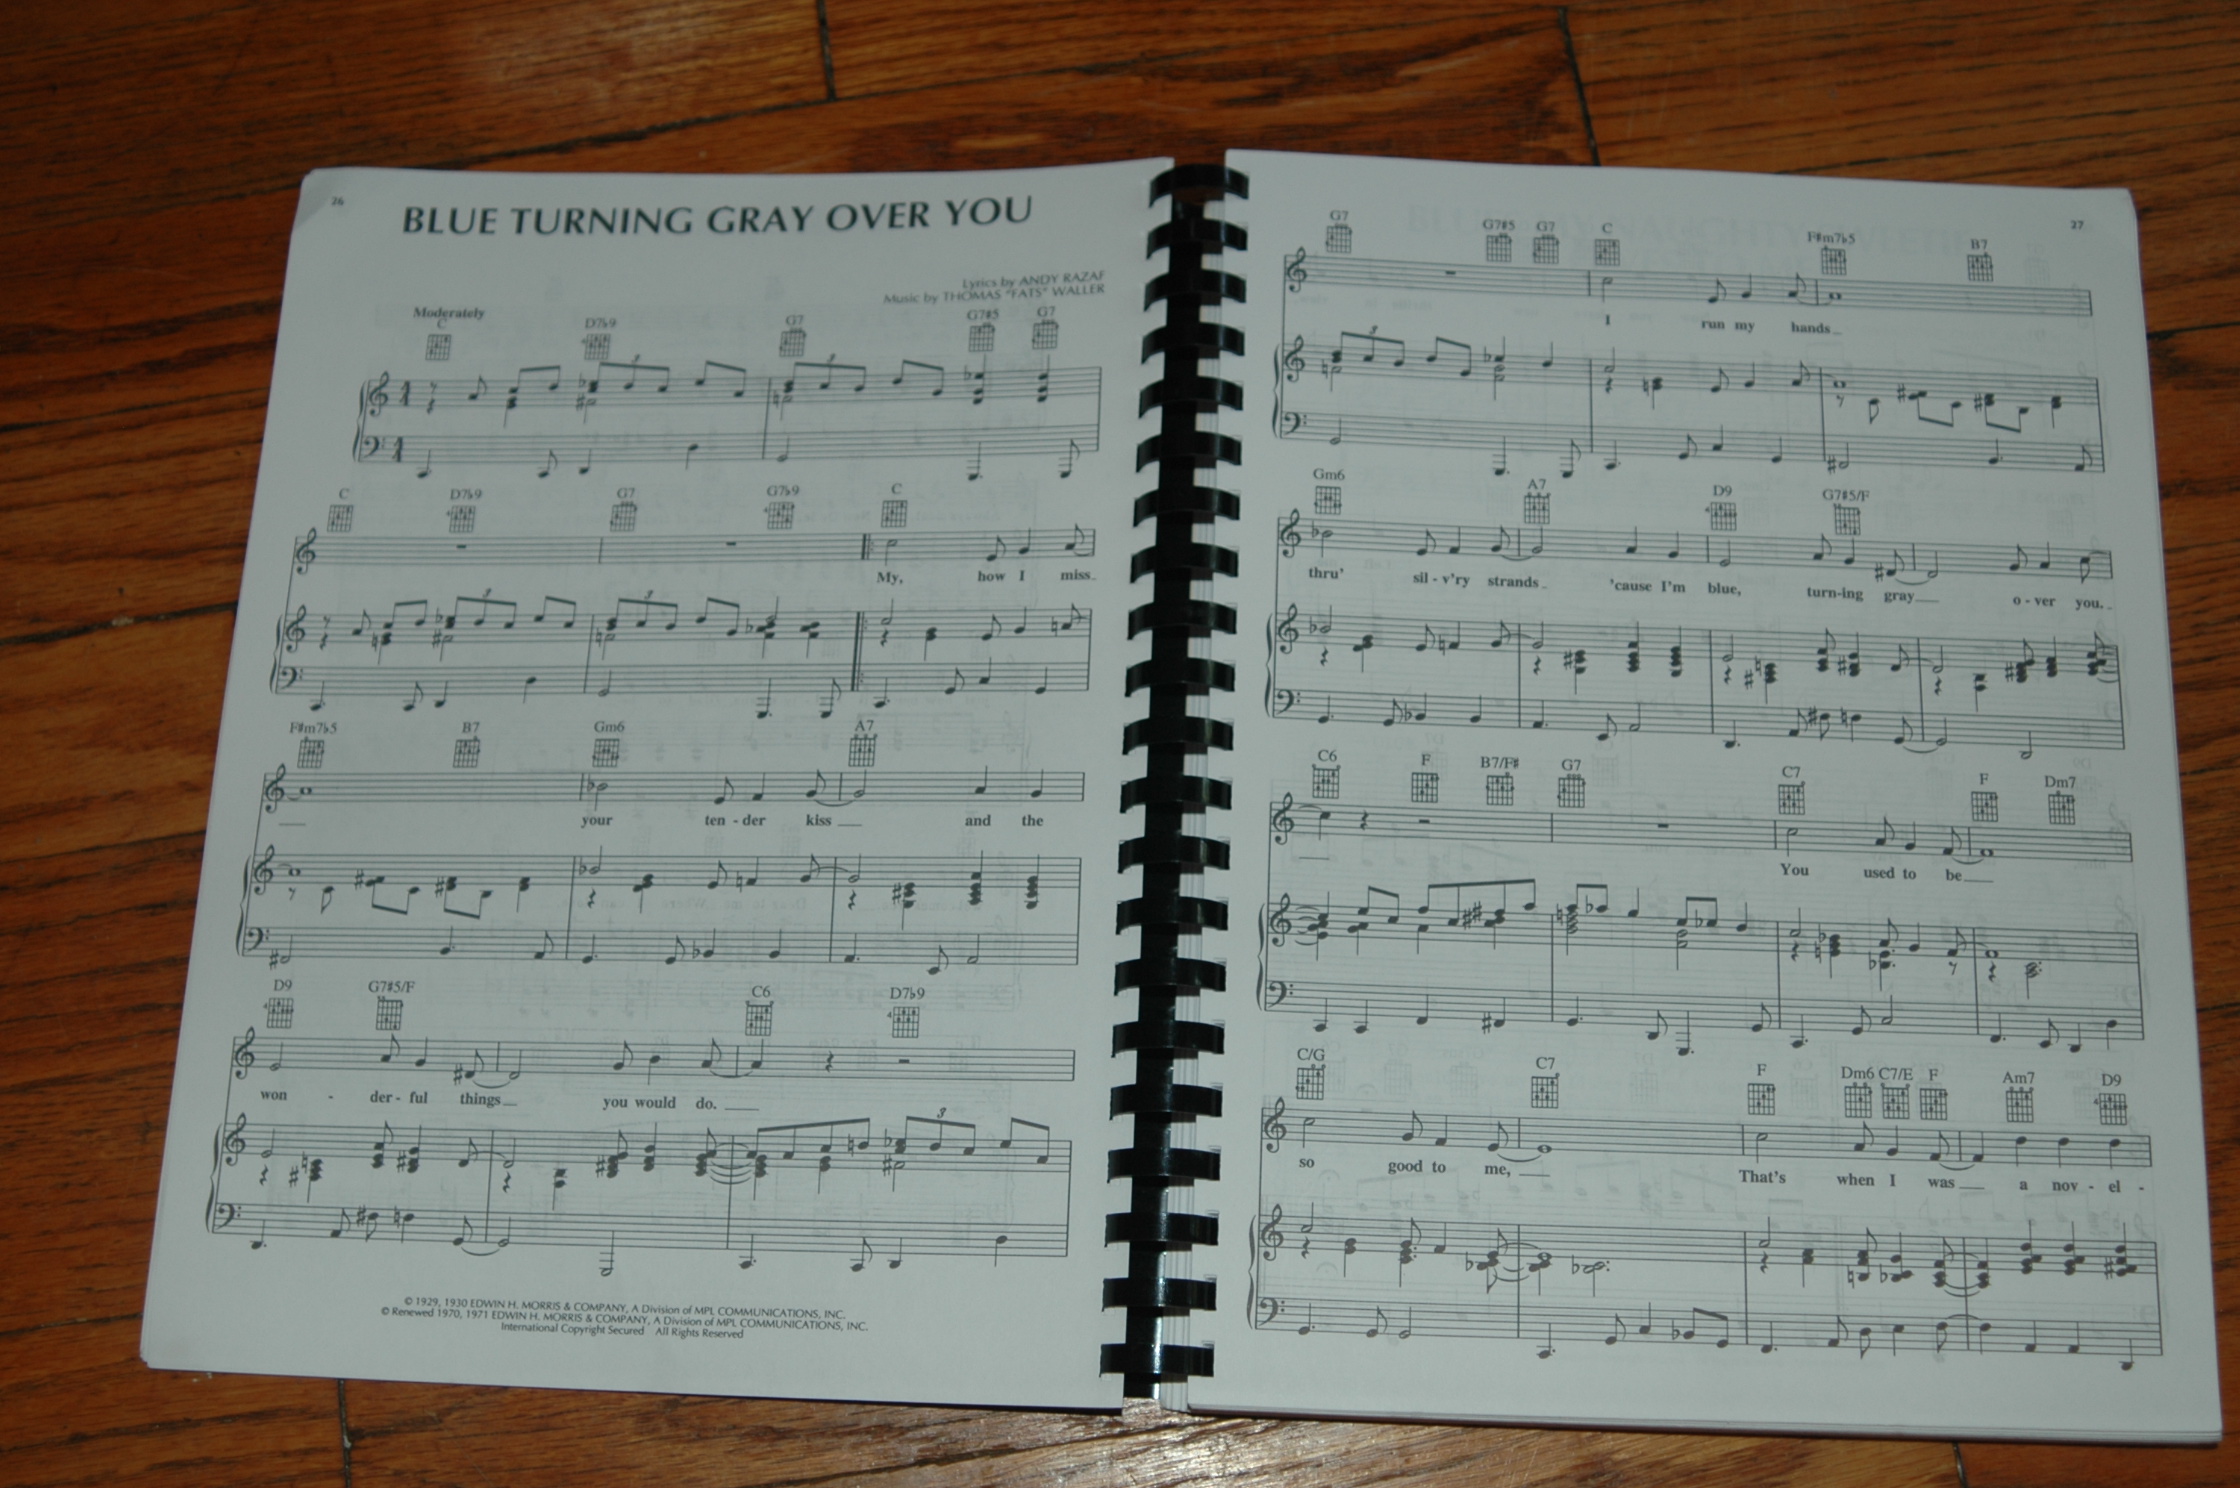 26
BLUE TURNING GRAY OVER YOU
Lyrics by ANDY RAZAF
Music by THOMAS "FATS" WALLER
Moderately
C D7♭9 G7 G7♯5 G7
3 3
C D7♭9 G7 G7♭9 C
My, how I miss
3 3
F♯m7♭5 B7 Gm6 A7
your ten - der kiss and the
D9 G7♯5/F C6 D7♭9
won - der - ful things you would do.
3
© 1929, 1930 EDWIN H. MORRIS & COMPANY, A Division of MPL COMMUNICATIONS, INC.
© Renewed 1970, 1971 EDWIN H. MORRIS & COMPANY, A Division of MPL COMMUNICATIONS, INC.
International Copyright Secured All Rights Reserved
27
G7 G7♯5 G7 C F♯m7♭5 B7
I run my hands
3
Gm6 A7 D9 G7♯5/F
thru' sil - v'ry strands 'cause I'm blue, turn-ing gray o - ver you.
C6 F B7/F♯ G7 C7 F Dm7
You used to be
C/G C7 F Dm6 C7/E F Am7 D9
so good to me, That's when I was a nov - el -